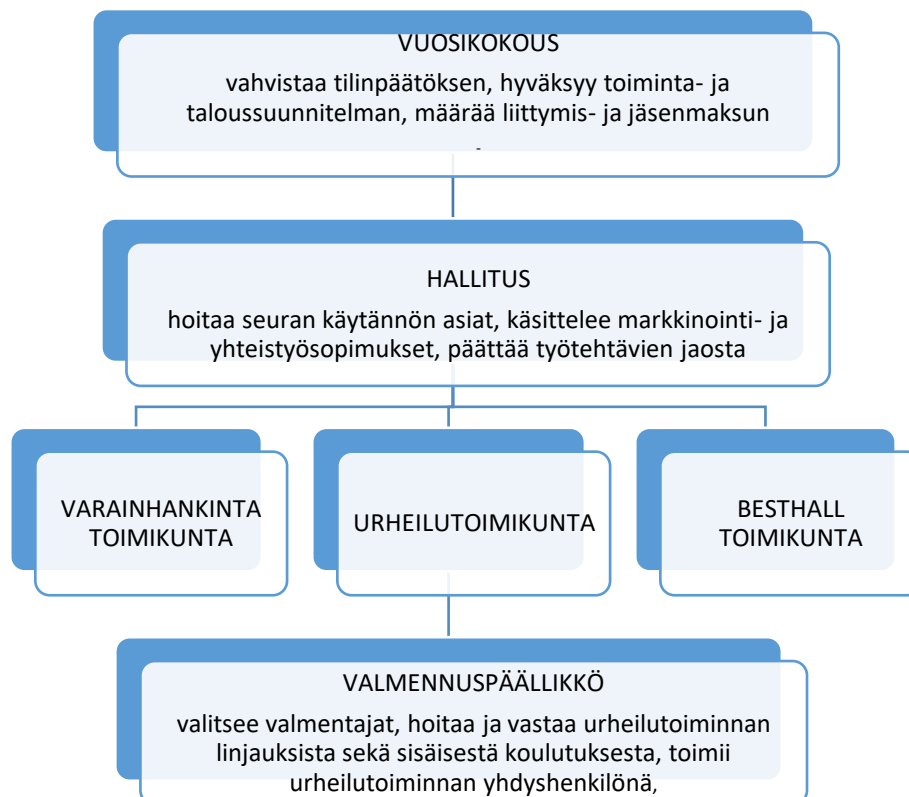 VUOSIKOKOUS
vahvistaa tilinpäätöksen, hyväksyy toiminta- ja
taloussuunnitelman, määrää liittymis- ja jäsenmaksun
.
HALLITUS
hoitaa seuran käytännön asiat, käsittelee markkinointi- ja
yhteistyösopimukset, päättää työtehtävien jaosta
VARAINHANKINTA
TOIMIKUNTA
URHEILUTOIMIKUNTA
BESTHALL
TOIMIKUNTA
VALMENNUSPÄÄLLIKKÖ
valitsee valmentajat, hoitaa ja vastaa urheilutoiminnan
linjauksista sekä sisäisestä koulutuksesta, toimii
urheilutoiminnan yhdyshenkilönä,